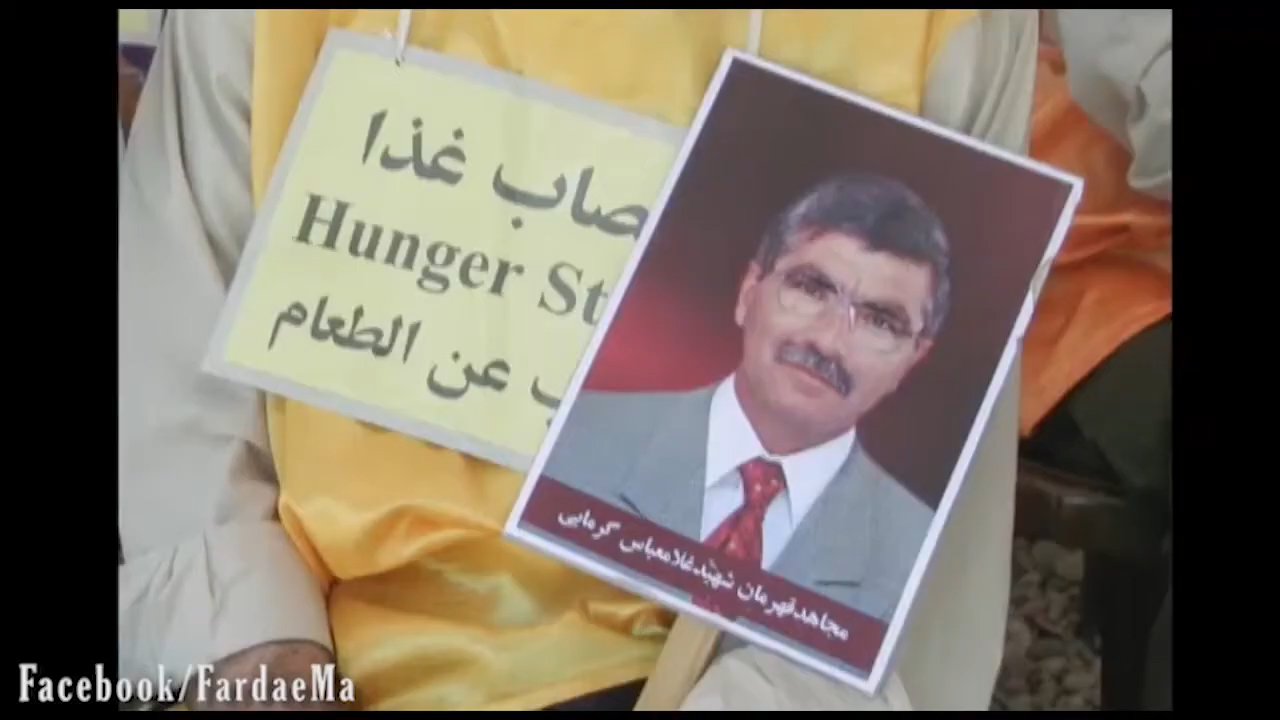 صاب غذا
Hunger St
ب عن الطعام
مجاهد قهرمان شهید غلامعباس گرمابی
Facebook/FardaeMa